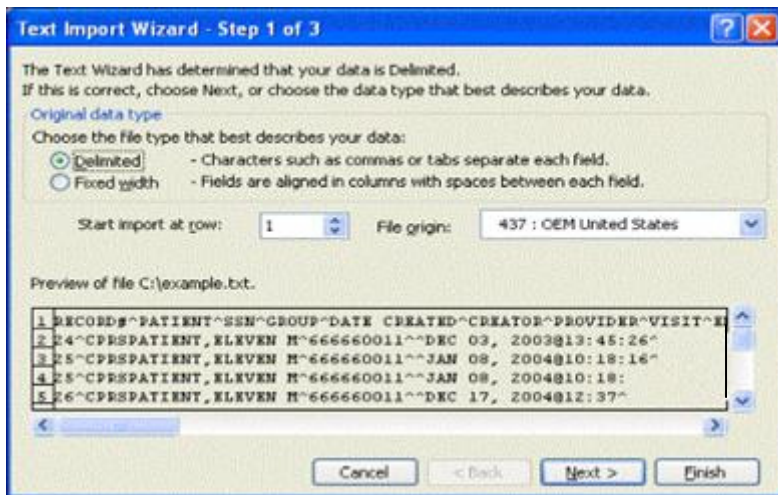 Text Import Wizard - Step 1 of 3
The Text Wizard has determined that your data is Delimited.
If this is correct, choose Next, or choose the data type that best describes your data.
Original data type
Choose the file type that best describes your data:
Delimited - Characters such as commas or tabs separate each field.
Fixed width - Fields are aligned in columns with spaces between each field.
Start import at row: 1 File origin: 437 : OEM United States
Preview of file C:\example.txt.
1 RECORD#^PATIENT^SSN^GROUP^DATE CREATED^CREATOR^PROVIDER^VISIT^
2 24^CPRSPATIENT,ELEVEN M^666660011^^DEC 03, 2003@13:45:26^
3 25^CPRSPATIENT,ELEVEN M^666660011^^JAN 08, 2004@10:18:16^
4 25^CPRSPATIENT,ELEVEN M^666660011^^JAN 08, 2004@10:18:
5 26^CPRSPATIENT,ELEVEN M^666660011^^DEC 17, 2004@12:37^
Cancel < Back Next > Finish